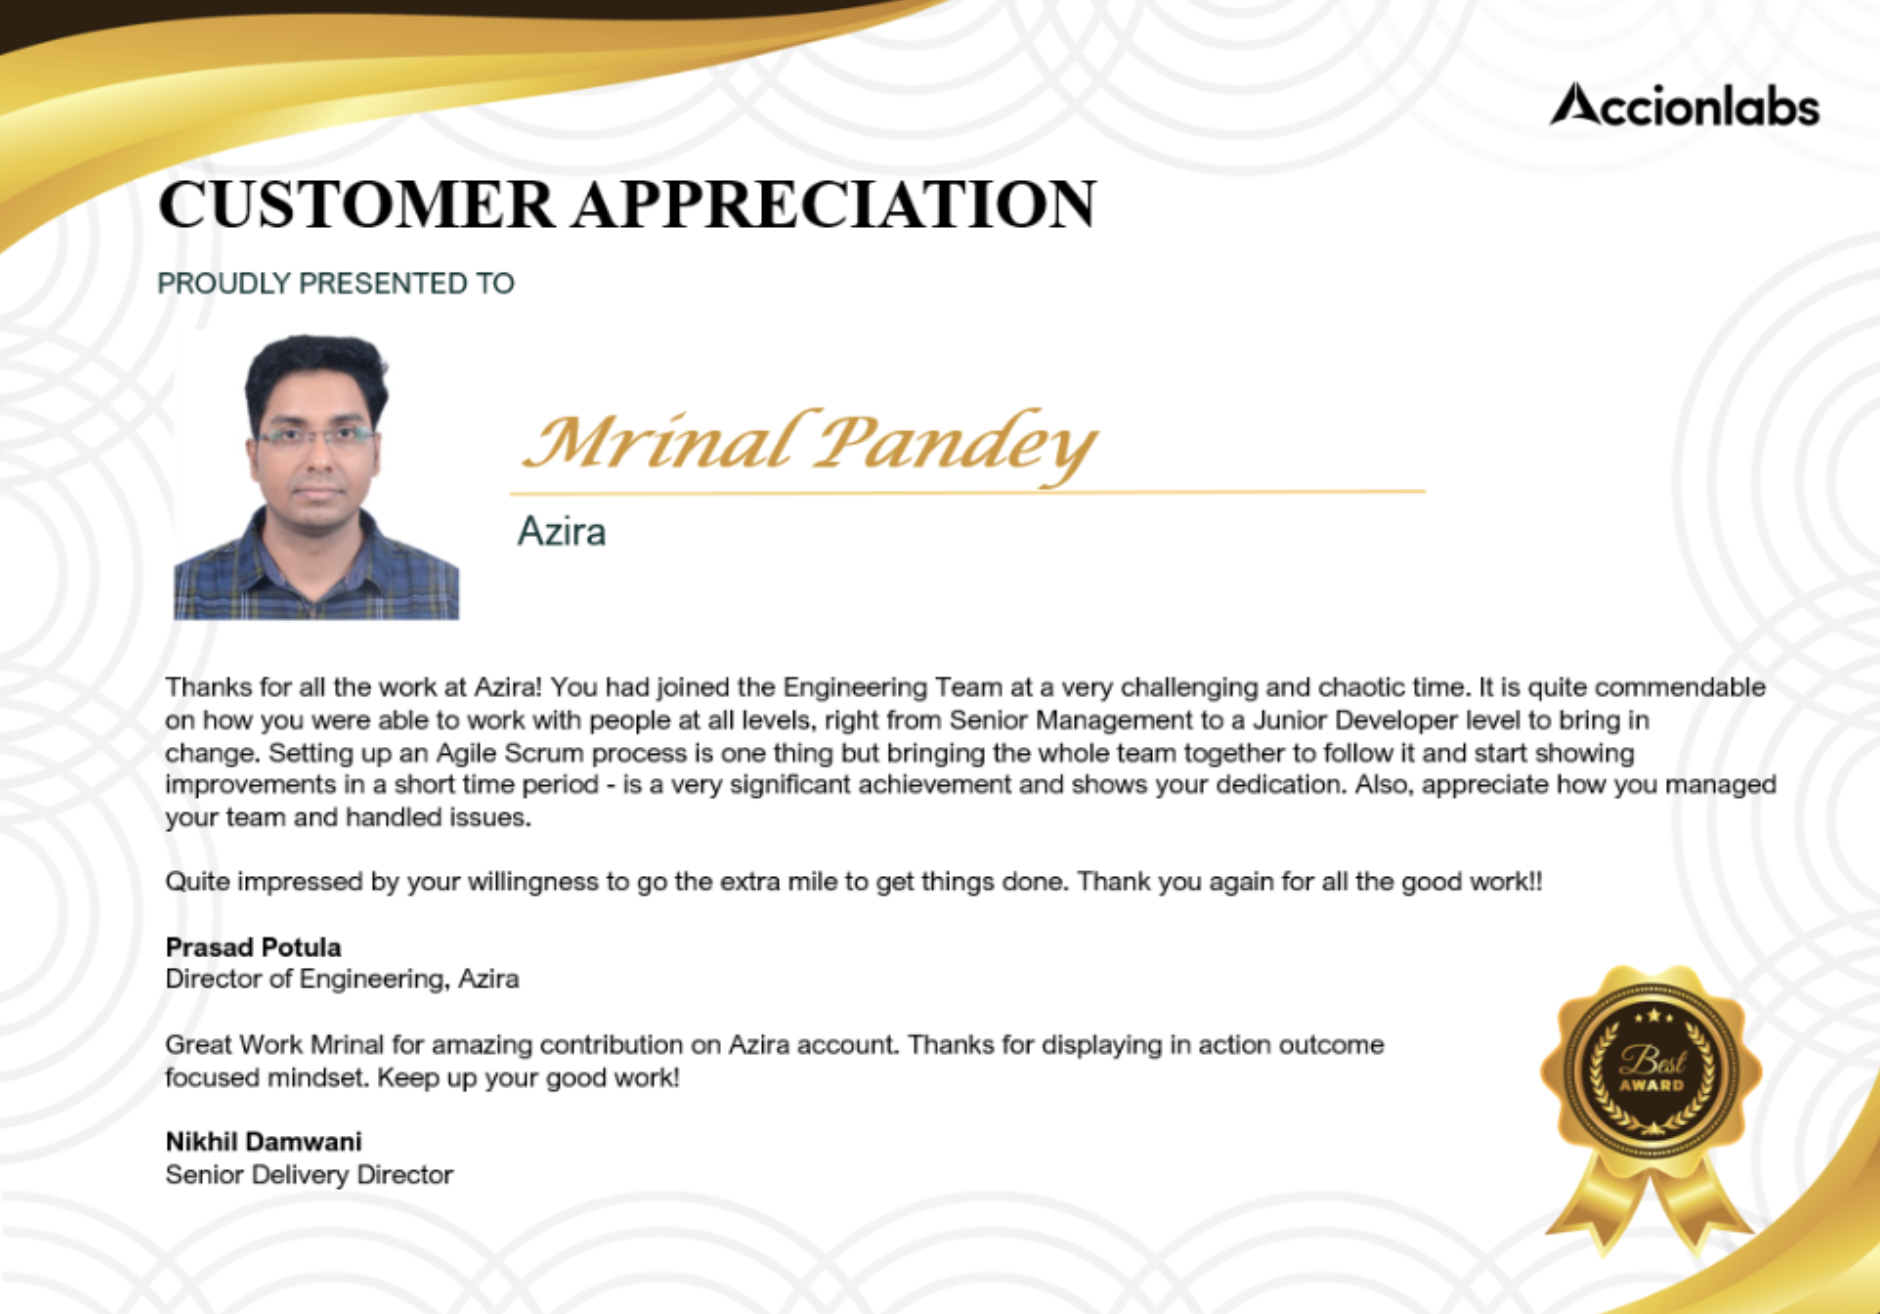 Accionlabs
CUSTOMER APPRECIATION
PROUDLY PRESENTED TO
Mrinal Pandey
Azira
Thanks for all the work at Azira! You had joined the Engineering Team at a very challenging and chaotic time. It is quite commendable
on how you were able to work with people at all levels, right from Senior Management to a Junior Developer level to bring in
change. Setting up an Agile Scrum process is one thing but bringing the whole team together to follow it and start showing
improvements in a short time period - is a very significant achievement and shows your dedication. Also, appreciate how you managed
your team and handled issues.
Quite impressed by your willingness to go the extra mile to get things done. Thank you again for all the good work!!
Prasad Potula
Director of Engineering, Azira
Great Work Mrinal for amazing contribution on Azira account. Thanks for displaying in action outcome
focused mindset. Keep up your good work!
Nikhil Damwani
Senior Delivery Director
Best
AWARD